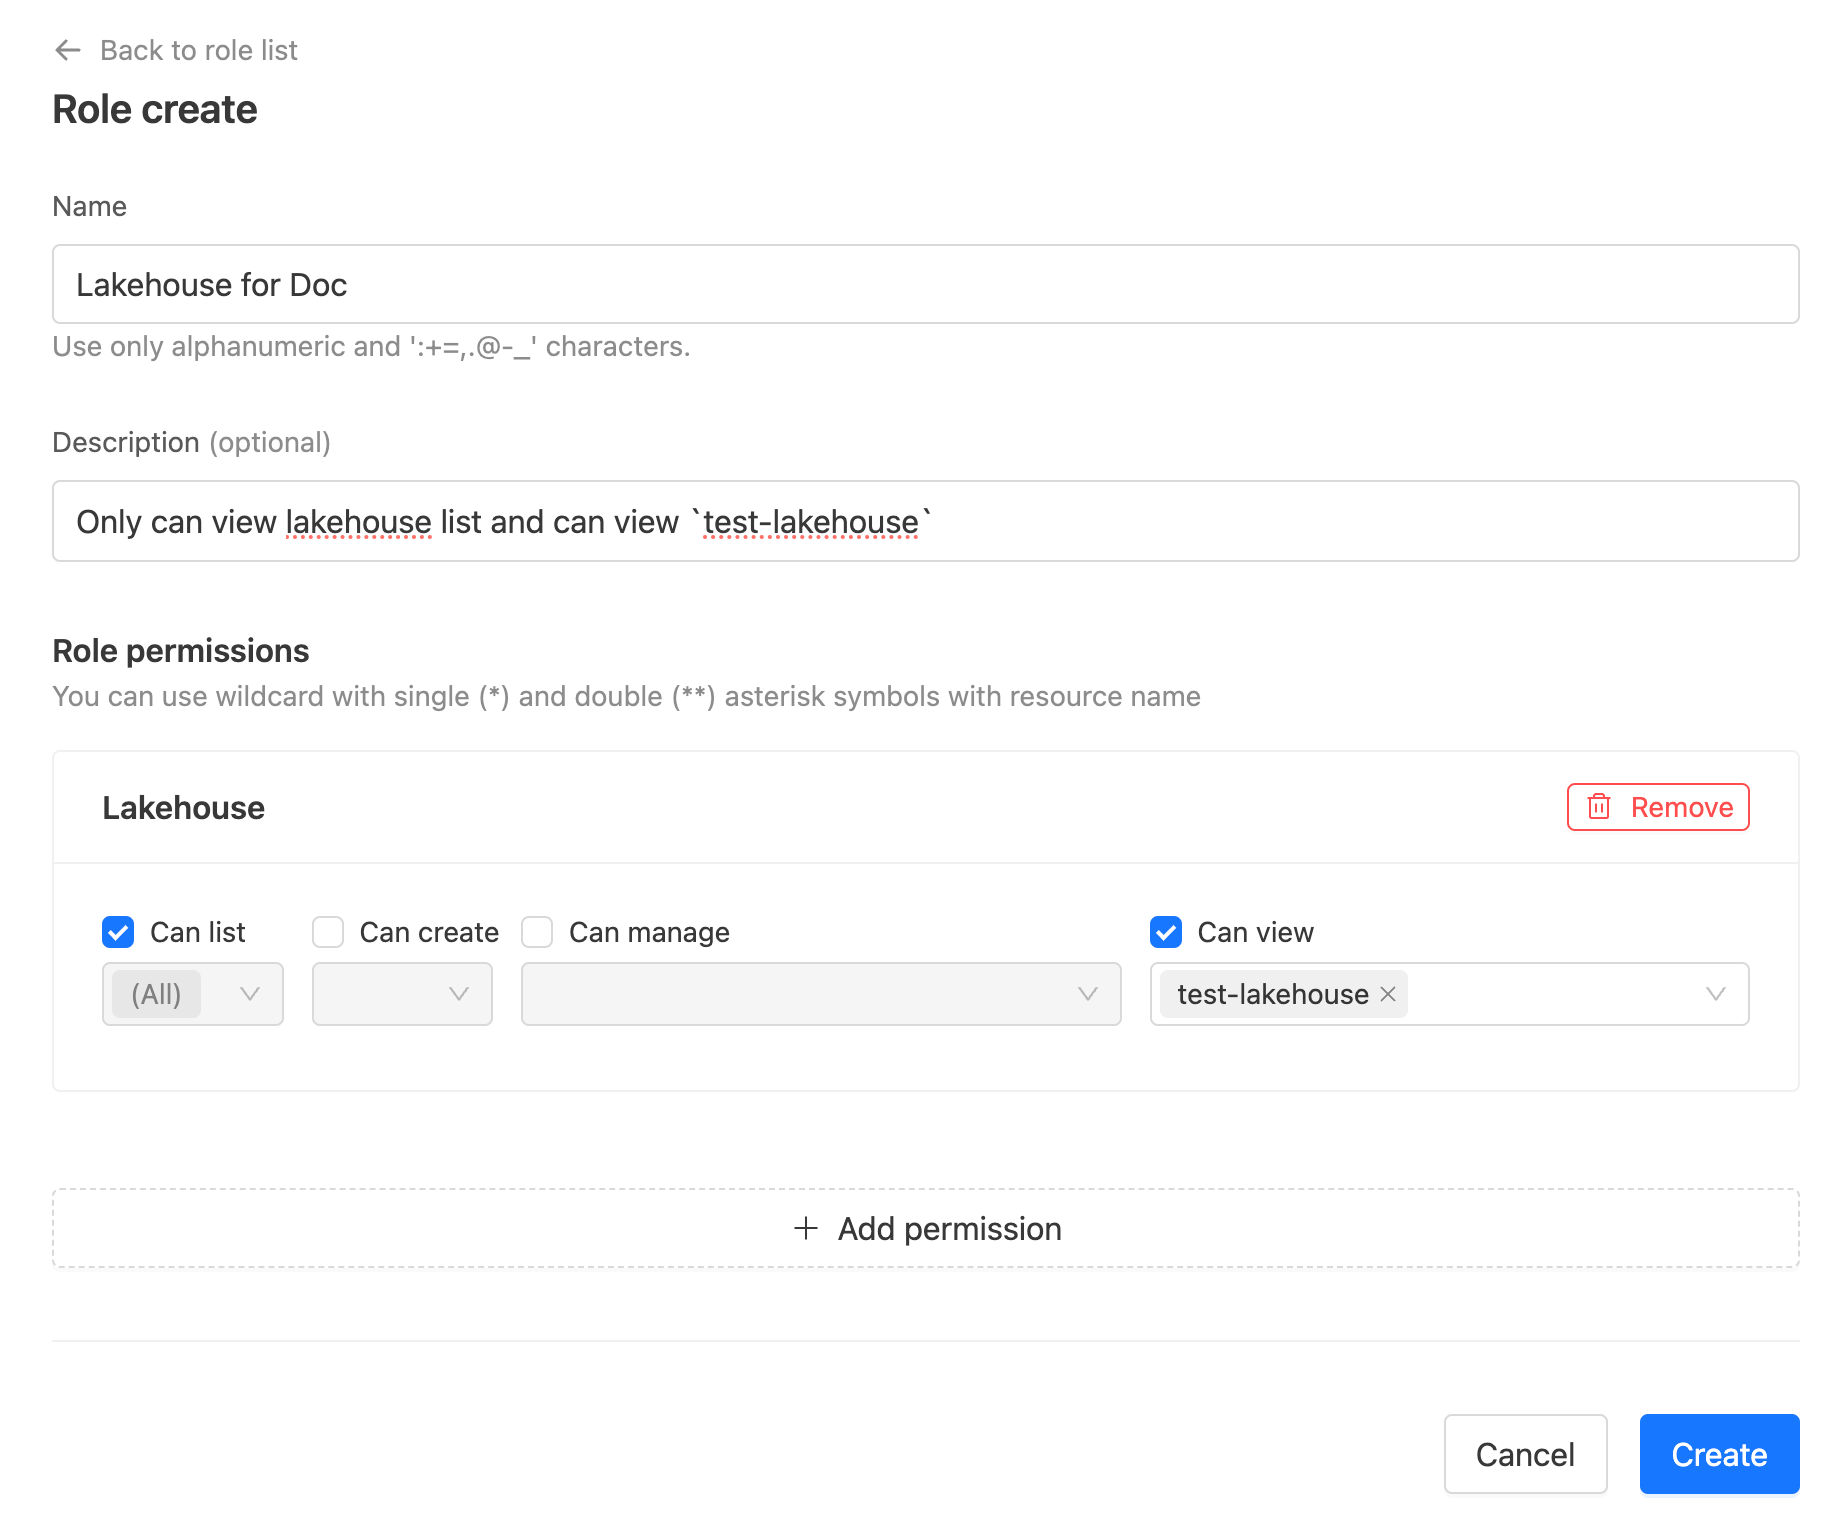 Back to role list
Role create
Name
Lakehouse for Doc
Use only alphanumeric and ':+=,.@-_' characters.
Description (optional)
Only can view lakehouse list and can view `test-lakehouse`
Role permissions
You can use wildcard with single (*) and double (**) asterisk symbols with resource name
Lakehouse
Remove
Can list
Can create
Can manage
Can view
(All)
test-lakehouse
Add permission
Cancel
Create